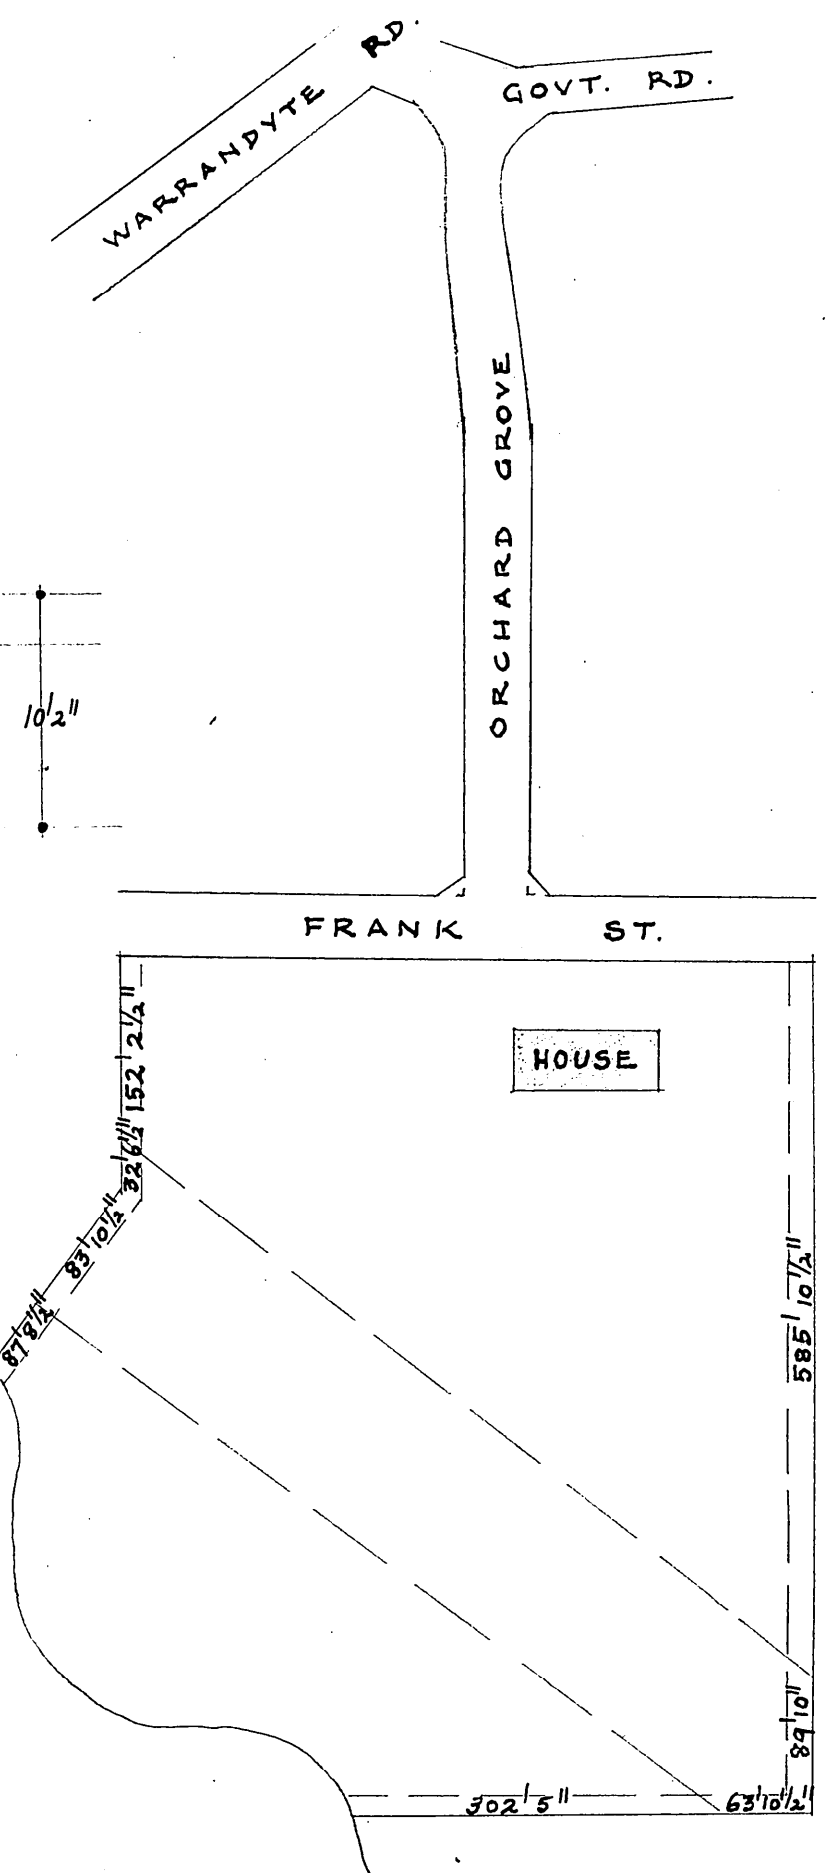 WARRANDYTE RD.
GOVT. RD.
ORCHARD GROVE
10½"
FRANK ST.
HOUSE
152' 2½"
32' 6½"
83' 10½"
87' 8½"
585' 10½"
89' 10"
302' 5"
63' 10½"